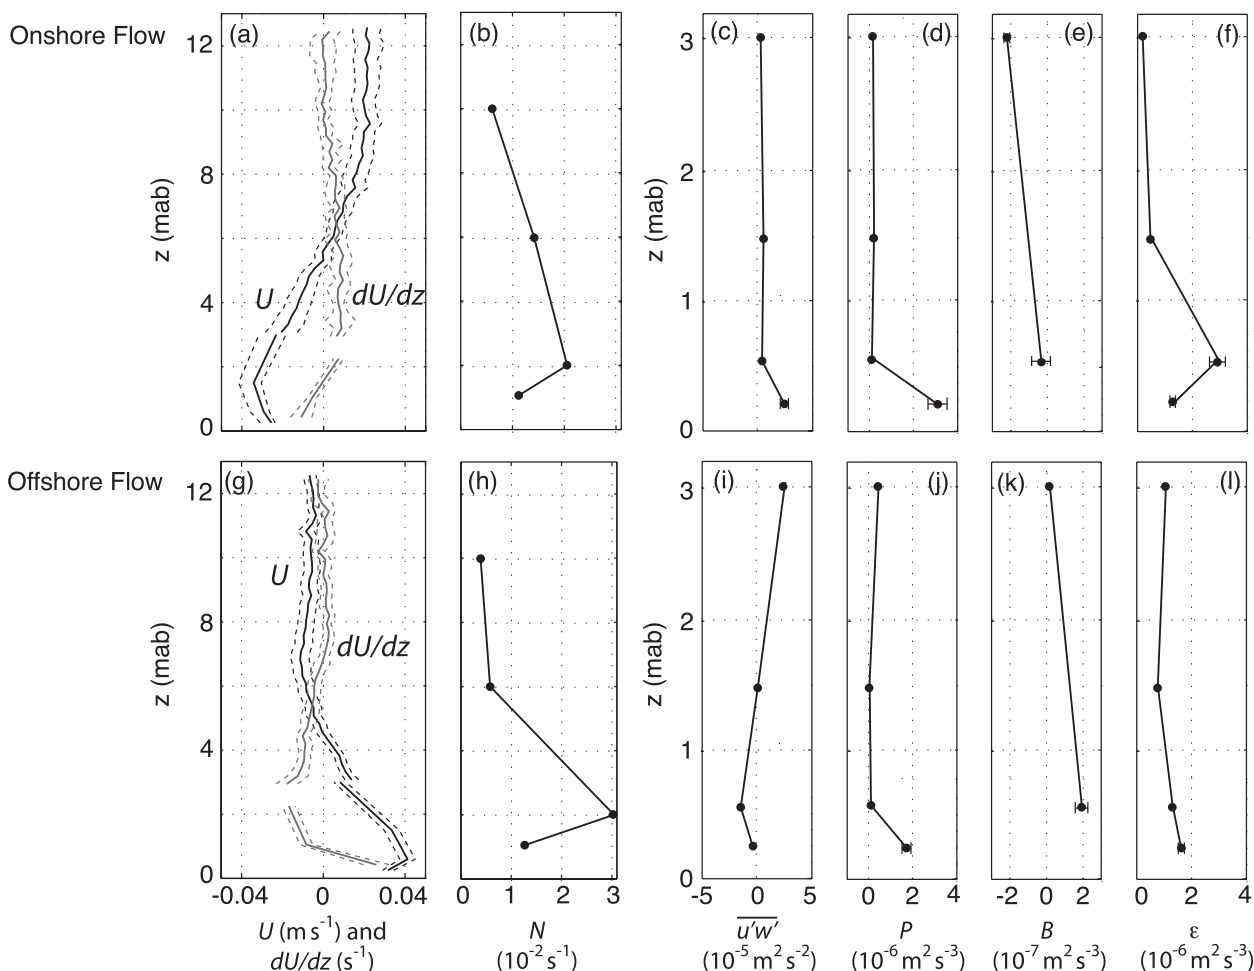 Onshore Flow
(a)
(b)
(c)
(d)
(e)
(f)
12
8
4
0
z (mab)
U
dU/dz
3
2
1
0
z (mab)
Offshore Flow
(g)
(h)
(i)
(j)
(k)
(l)
12
8
4
0
z (mab)
U
dU/dz
3
2
1
0
z (mab)
-0.04 0 0.04
0 1 2 3
-5 0 5
0 2 4
-2 0 2
0 2 4
U (m s⁻¹) and
dU/dz (s⁻¹)
N
(10⁻² s⁻¹)
u'w'
(10⁻⁵ m² s⁻²)
P
(10⁻⁶ m² s⁻³)
B
(10⁻⁷ m² s⁻³)
ε
(10⁻⁶ m² s⁻³)